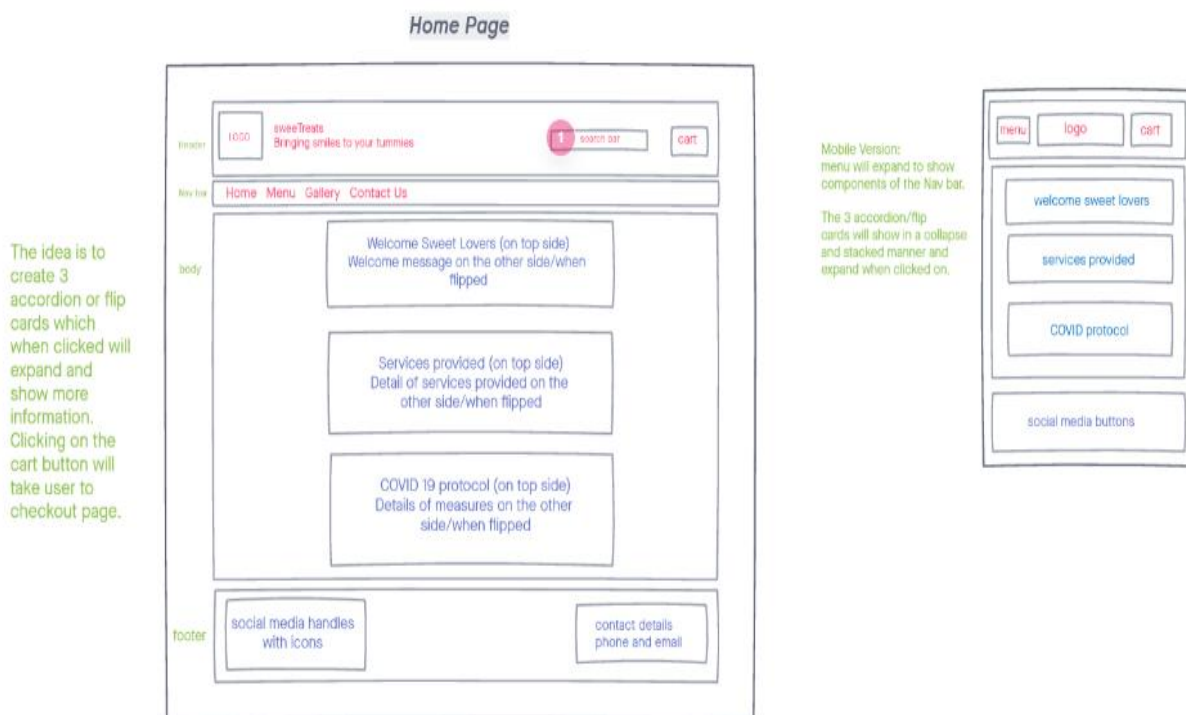 Home Page
The idea is to
create 3
accordion or flip
cards which
when clicked will
expand and
show more
information.
Clicking on the
cart button will
take user to
checkout page.
Header
LOGO
sweeTreats
Bringing smiles to your tummies
1
search bar
cart
Nav bar
Home Menu Gallery Contact Us
body
Welcome Sweet Lovers (on top side)
Welcome message on the other side/when
flipped
Services provided (on top side)
Detail of services provided on the
other side/when flipped
COVID 19 protocol (on top side)
Details of measures on the other
side/when flipped
footer
social media handles
with icons
contact details
phone and email
Mobile Version:
menu will expand to show
components of the Nav bar.
The 3 accordion/flip
cards will show in a collapse
and stacked manner and
expand when clicked on.
menu
logo
cart
welcome sweet lovers
services provided
COVID protocol
social media buttons